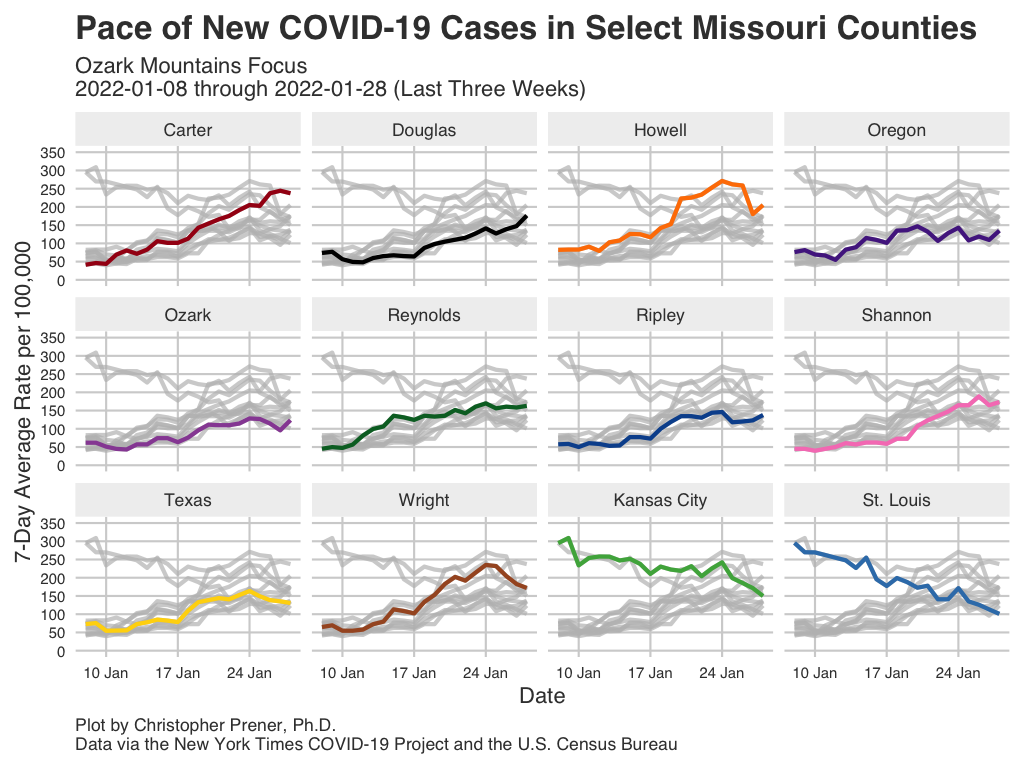 Pace of New COVID-19 Cases in Select Missouri Counties
Ozark Mountains Focus
2022-01-08 through 2022-01-28 (Last Three Weeks)
Carter Douglas Howell Oregon
350
300
250
200
150
100
50
0
Ozark Reynolds Ripley Shannon
350
300
250
200
150
100
50
0
Texas Wright Kansas City St. Louis
350
300
250
200
150
100
50
0
7-Day Average Rate per 100,000
10 Jan 17 Jan 24 Jan 10 Jan 17 Jan 24 Jan 10 Jan 17 Jan 24 Jan 10 Jan 17 Jan 24 Jan
Date
Plot by Christopher Prener, Ph.D.
Data via the New York Times COVID-19 Project and the U.S. Census Bureau